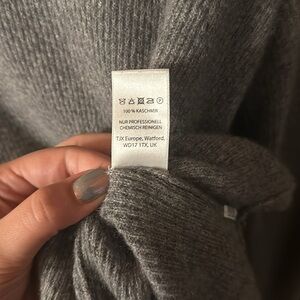 100 % KASCHMIR
NUR PROFESSIONELL
CHEMISCH REINIGEN
TJX Europe, Watford,
WD17 1TX, UK